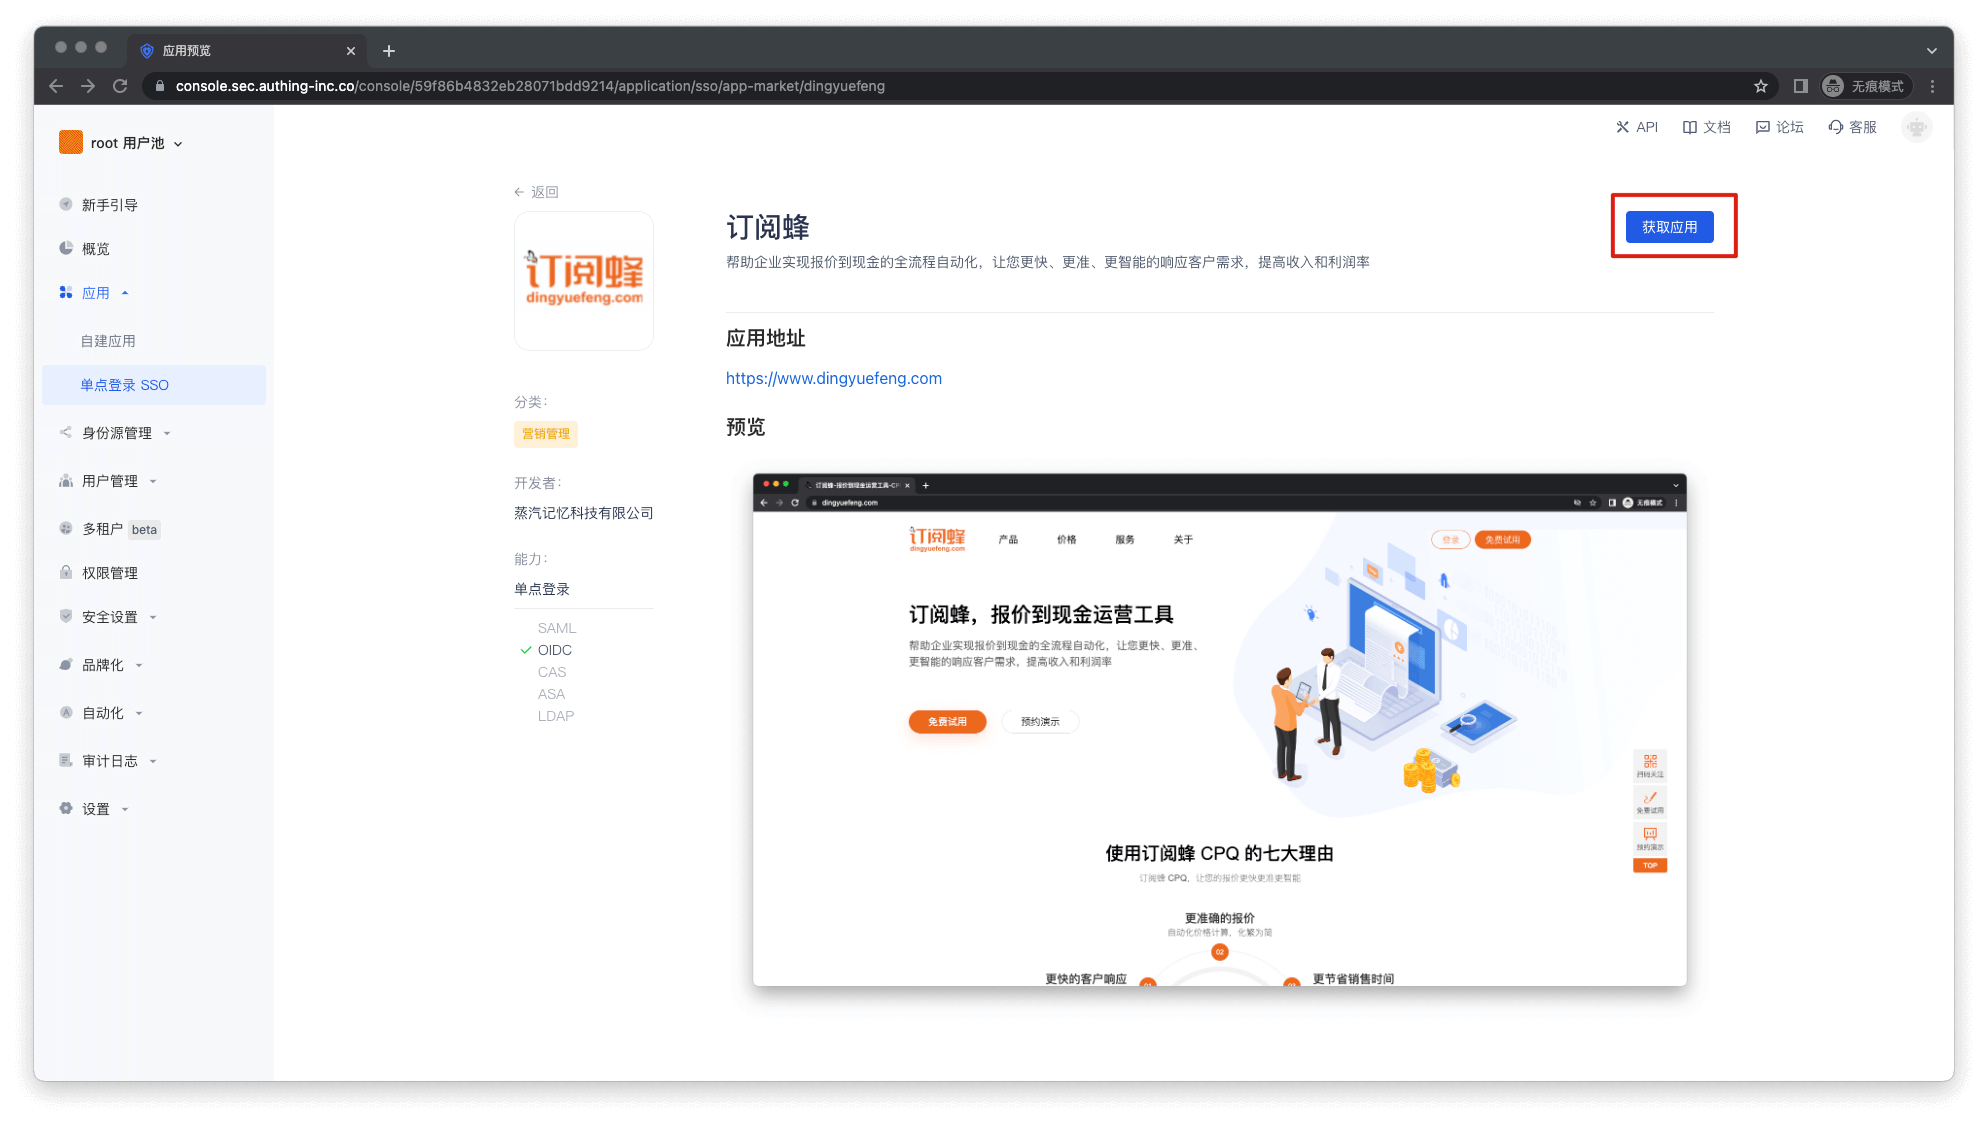 应用预览
console.sec.authing-inc.co/console/59f86b4832eb28071bdd9214/application/sso/app-market/dingyuefeng
无痕模式
root 用户池
API
文档
论坛
客服
新手引导
概览
应用
自建应用
单点登录 SSO
身份源管理
用户管理
多租户 beta
权限管理
安全设置
品牌化
自动化
审计日志
设置
返回
订阅蜂
dingyuefeng.com
分类:
营销管理
开发者:
蒸汽记忆科技有限公司
能力:
单点登录
SAML
OIDC
CAS
ASA
LDAP
订阅蜂
获取应用
帮助企业实现报价到现金的全流程自动化，让您更快、更准、更智能的响应客户需求，提高收入和利润率
应用地址
https://www.dingyuefeng.com
预览
订阅蜂-报价到现金运营工具-CP
dingyuefeng.com
无痕模式
订阅蜂
dingyuefeng.com
产品
价格
服务
关于
登录
免费试用
订阅蜂，报价到现金运营工具
帮助企业实现报价到现金的全流程自动化，让您更快、更准、
更智能的响应客户需求，提高收入和利润率
免费试用
预约演示
扫码关注
免费试用
预约演示
TOP
使用订阅蜂 CPQ 的七大理由
订阅蜂 CPQ，让您的报价更快更准更智能
更准确的报价
自动化价格计算，化繁为简
02
更快的客户响应
01
03
更节省销售时间